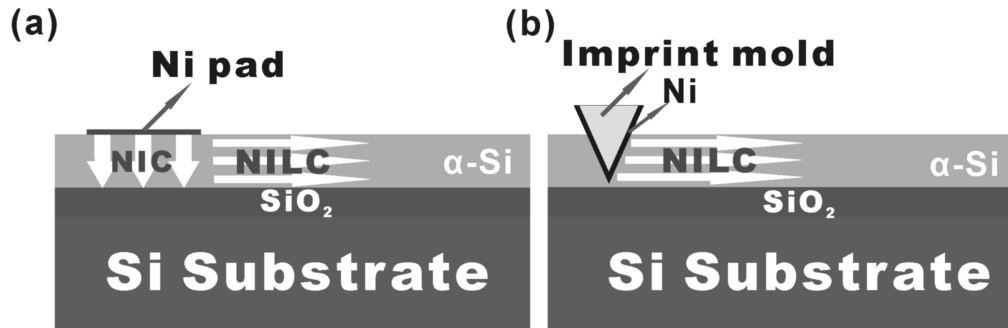 (a)
Ni pad
NIC
NILC
α-Si
SiO₂
Si Substrate
(b)
Imprint mold
Ni
NILC
α-Si
SiO₂
Si Substrate